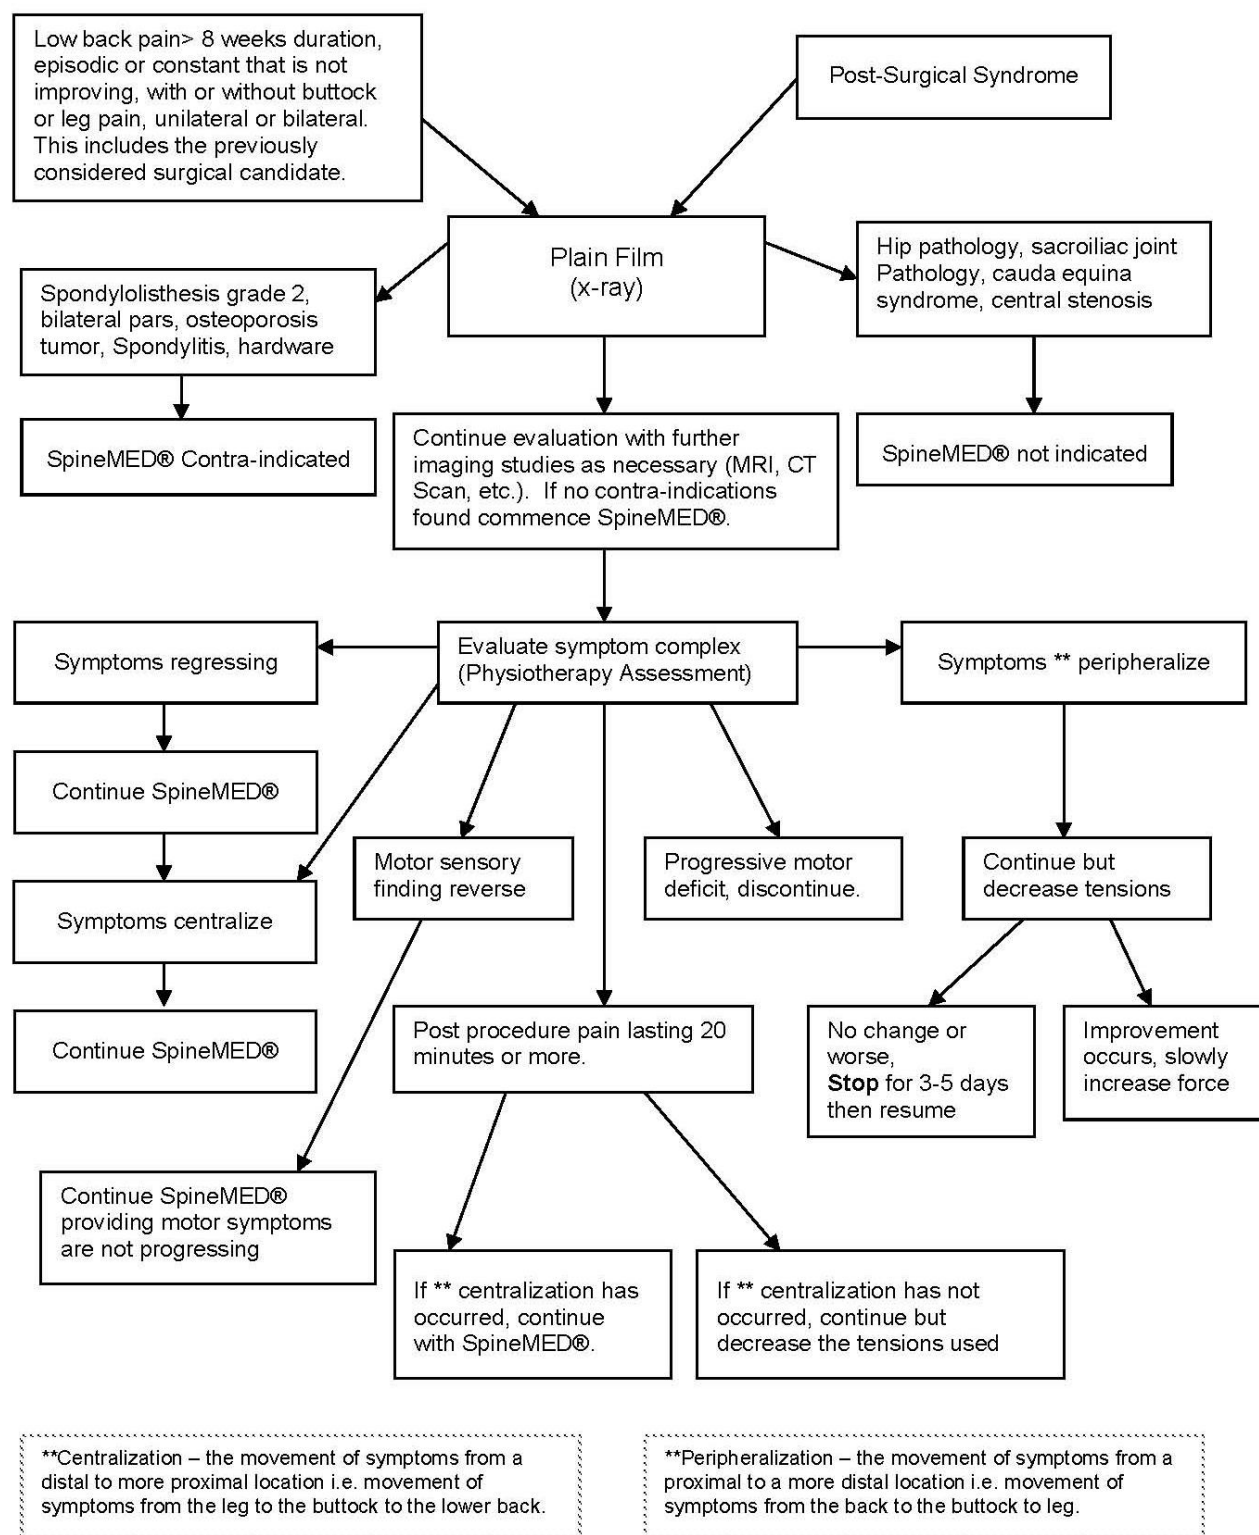 Low back pain> 8 weeks duration,
episodic or constant that is not
improving, with or without buttock
or leg pain, unilateral or bilateral.
This includes the previously
considered surgical candidate.
Post-Surgical Syndrome
Plain Film
(x-ray)
Hip pathology, sacroiliac joint
Pathology, cauda equina
syndrome, central stenosis
Spondylolisthesis grade 2,
bilateral pars, osteoporosis
tumor, Spondylitis, hardware
SpineMED® Contra-indicated
Continue evaluation with further
imaging studies as necessary (MRI, CT
Scan, etc.).  If no contra-indications
found commence SpineMED®.
SpineMED® not indicated
Symptoms regressing
Evaluate symptom complex
(Physiotherapy Assessment)
Symptoms ** peripheralize
Continue SpineMED®
Symptoms centralize
Continue SpineMED®
Motor sensory
finding reverse
Progressive motor
deficit, discontinue.
Continue but
decrease tensions
Post procedure pain lasting 20
minutes or more.
No change or
worse,
Stop for 3-5 days
then resume
Improvement
occurs, slowly
increase force
Continue SpineMED®
providing motor symptoms
are not progressing
If ** centralization has
occurred, continue
with SpineMED®.
If ** centralization has not
occurred, continue but
decrease the tensions used
**Centralization – the movement of symptoms from a
distal to more proximal location i.e. movement of
symptoms from the leg to the buttock to the lower back.
**Peripheralization – the movement of symptoms from a
proximal to a more distal location i.e. movement of
symptoms from the back to the buttock to leg.